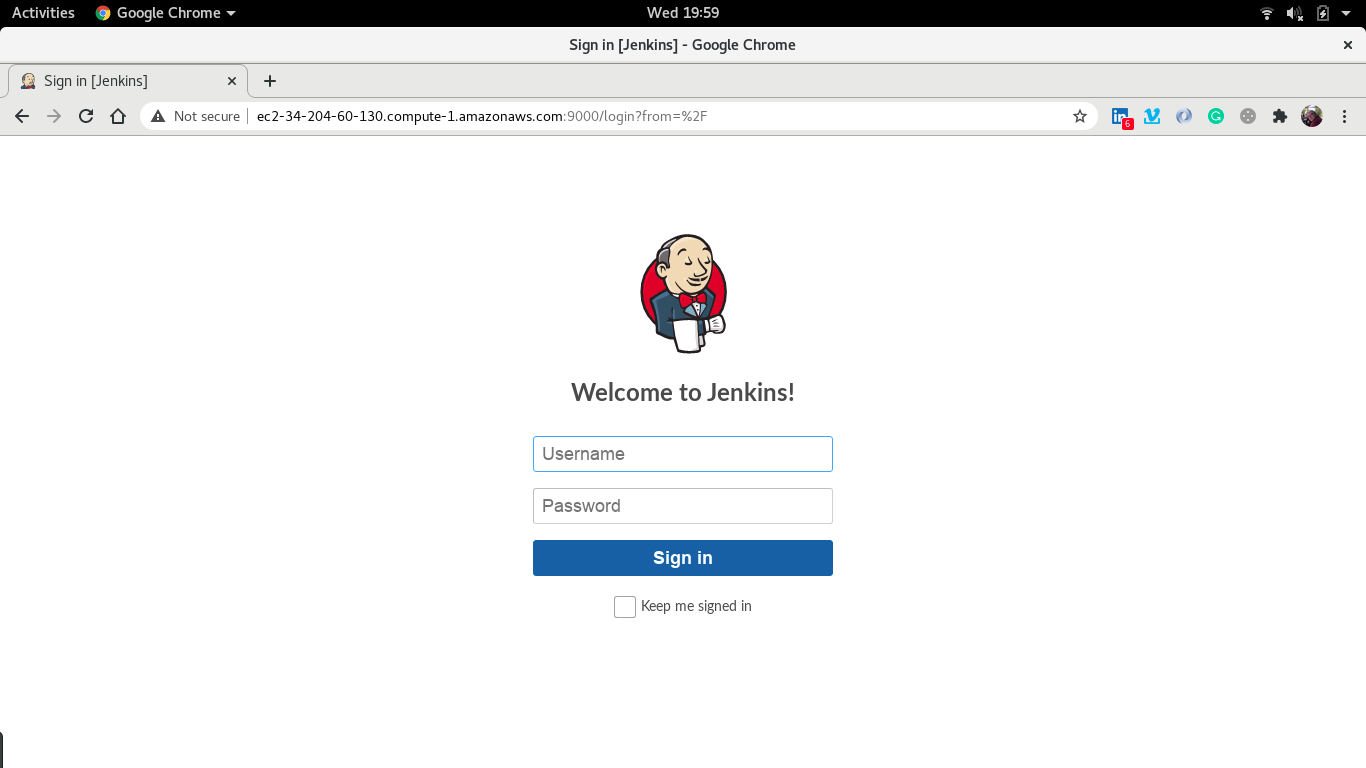 Activities Google Chrome Wed 19:59
Sign in [Jenkins] - Google Chrome
Sign in [Jenkins]
Not secure ec2-34-204-60-130.compute-1.amazonaws.com:9000/login?from=%2F
6
Welcome to Jenkins!
Username
Password
Sign in
Keep me signed in